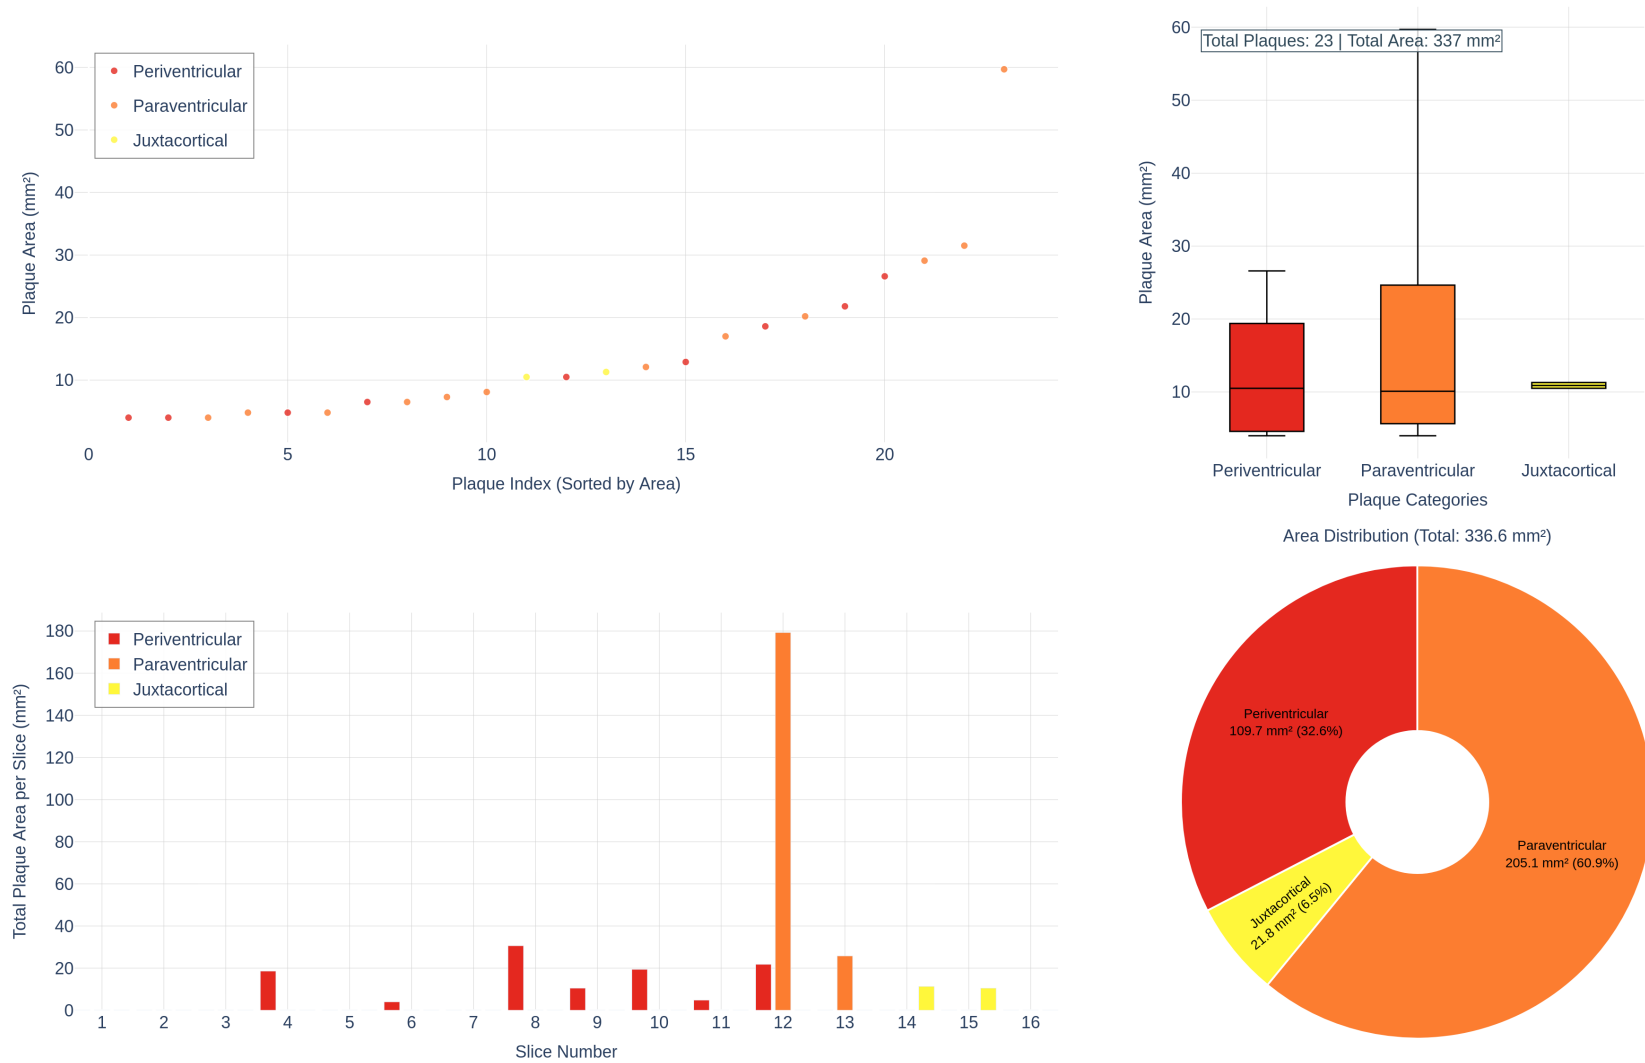 Periventricular
Paraventricular
Juxtacortical
60
50
40
30
20
10
Plaque Area (mm²)
0 5 10 15 20
Plaque Index (Sorted by Area)
Total Plaques: 23 | Total Area: 337 mm²
60
50
40
30
20
10
Plaque Area (mm²)
Periventricular Paraventricular Juxtacortical
Plaque Categories
Periventricular
Paraventricular
Juxtacortical
180
160
140
120
100
80
60
40
20
0
Total Plaque Area per Slice (mm²)
1 2 3 4 5 6 7 8 9 10 11 12 13 14 15 16
Slice Number
Area Distribution (Total: 336.6 mm²)
Periventricular
109.7 mm² (32.6%)
Paraventricular
205.1 mm² (60.9%)
Juxtacortical
21.8 mm² (6.5%)